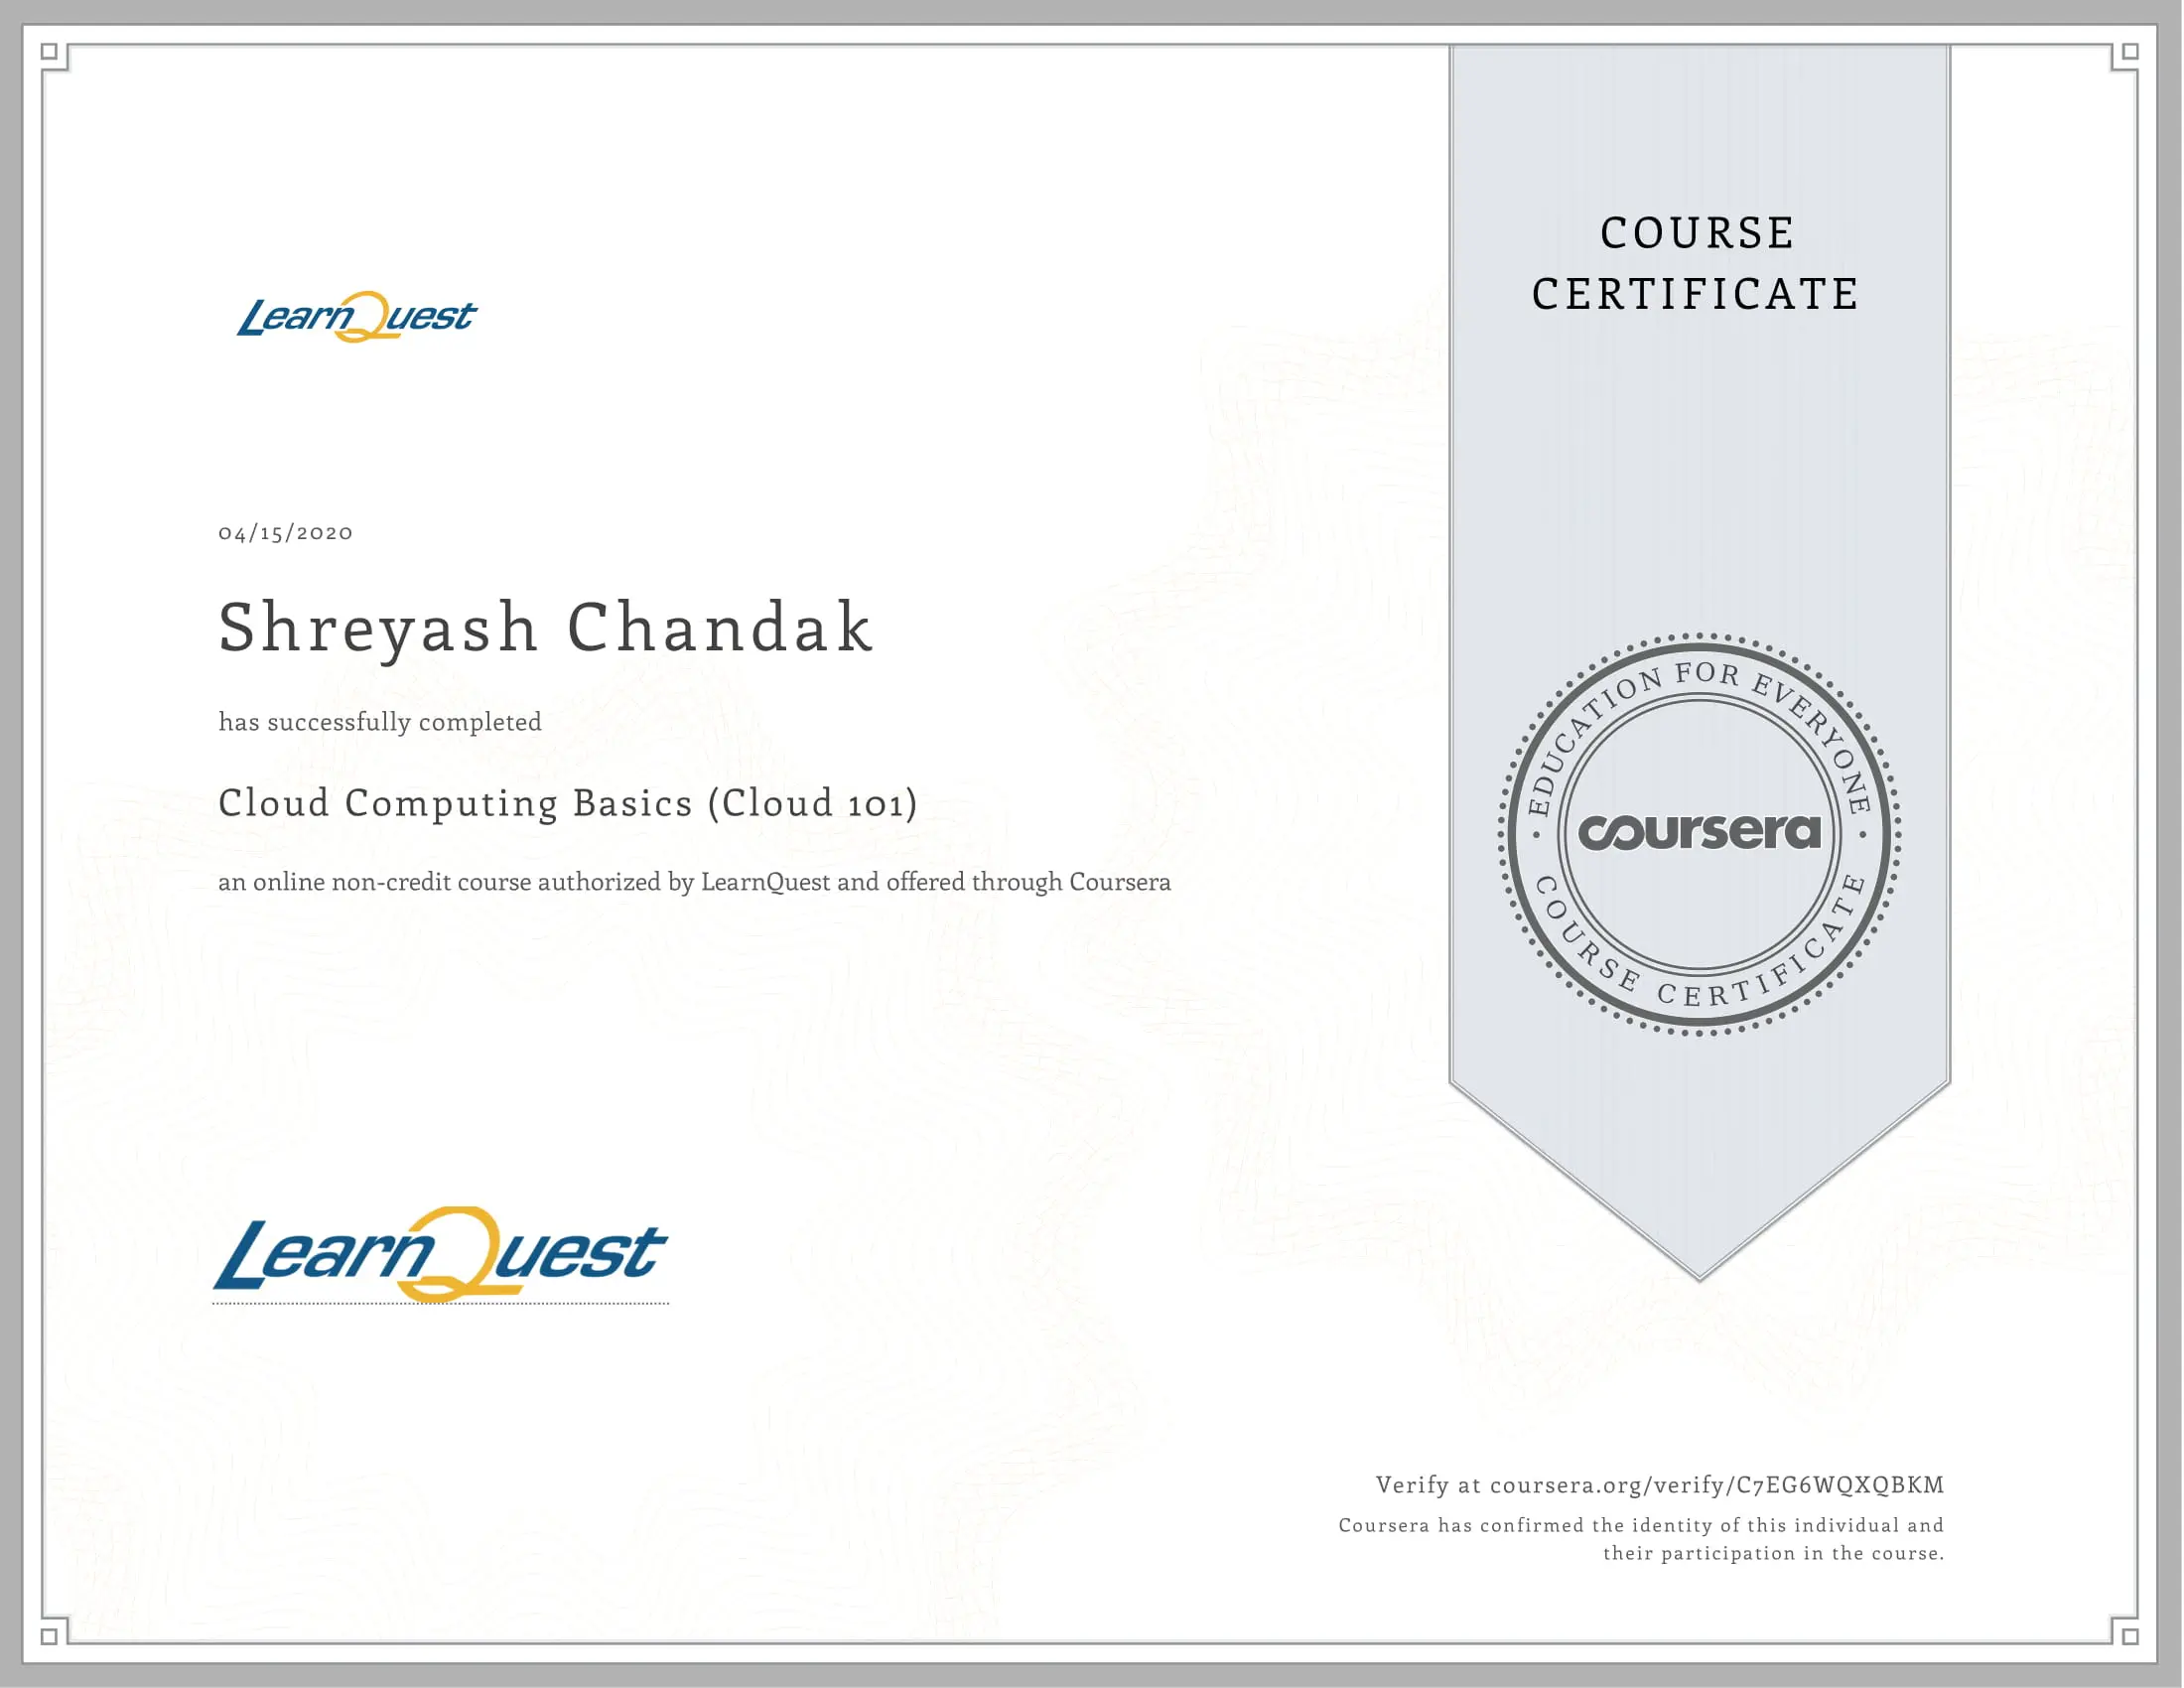 LearnQuest
04/15/2020
Shreyash Chandak
has successfully completed
Cloud Computing Basics (Cloud 101)
an online non-credit course authorized by LearnQuest and offered through Coursera
LearnQuest
COURSE
CERTIFICATE
EDUCATION FOR EVERYONE
coursera
COURSE CERTIFICATE
Verify at coursera.org/verify/C7EG6WQXQBKM
Coursera has confirmed the identity of this individual and
their participation in the course.